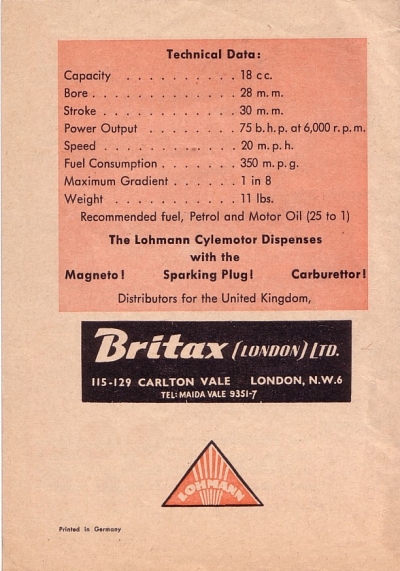 Technical Data:
Capacity . . . . . . . . . . 18 c c.
Bore . . . . . . . . . . . . . 28 m. m.
Stroke . . . . . . . . . . . . 30 m. m.
Power Output . . . . . . 75 b. h. p. at 6,000 r. p. m.
Speed . . . . . . . . . . . . 20 m. p. h.
Fuel Consumption . . . . . . 350 m. p. g.
Maximum Gradient . . . . . . 1 in 8
Weight . . . . . . . . . . . 11 lbs.
Recommended fuel, Petrol and Motor Oil (25 to 1)
The Lohmann Cylemotor Dispenses
with the
Magneto! Sparking Plug! Carburettor!
Distributors for the United Kingdom,
Britax (LONDON) LTD.
115-129 CARLTON VALE LONDON, N.W.6
TEL: MAIDA VALE 9351-7
LOHMANN
Printed in Germany